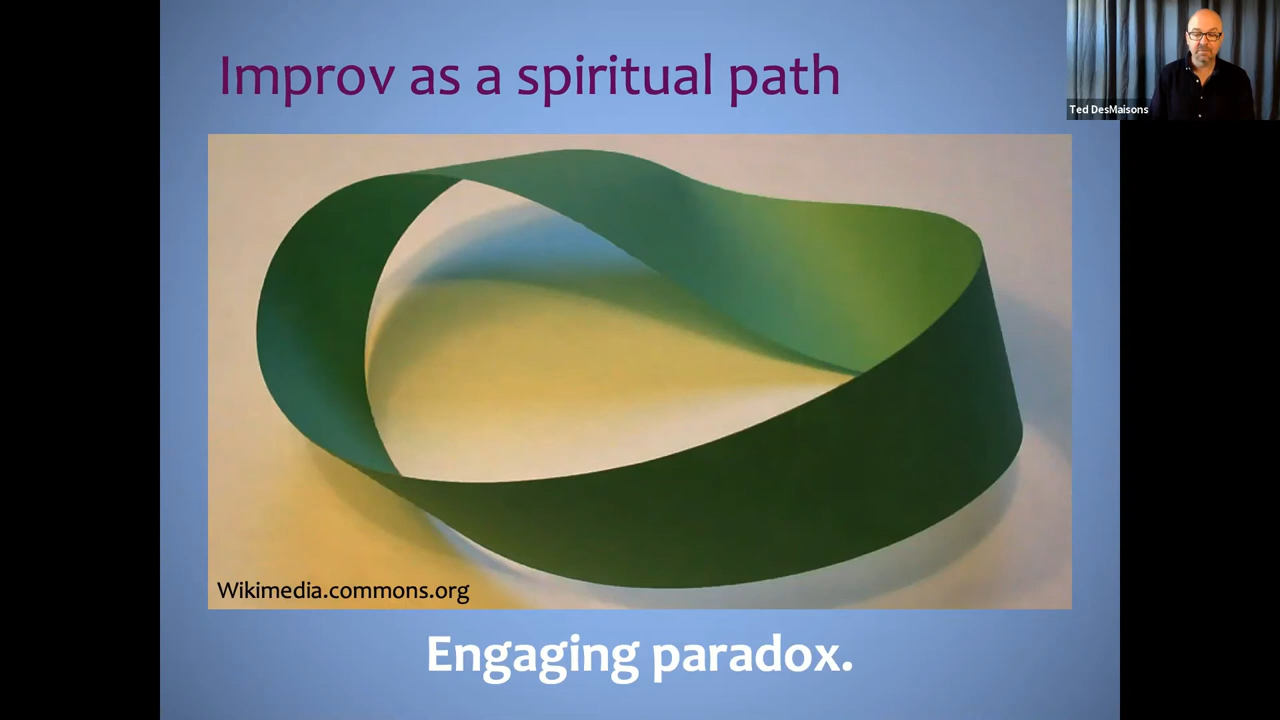 Improv as a spiritual path
Ted DesMaisons
Wikimedia.commons.org
Engaging paradox.